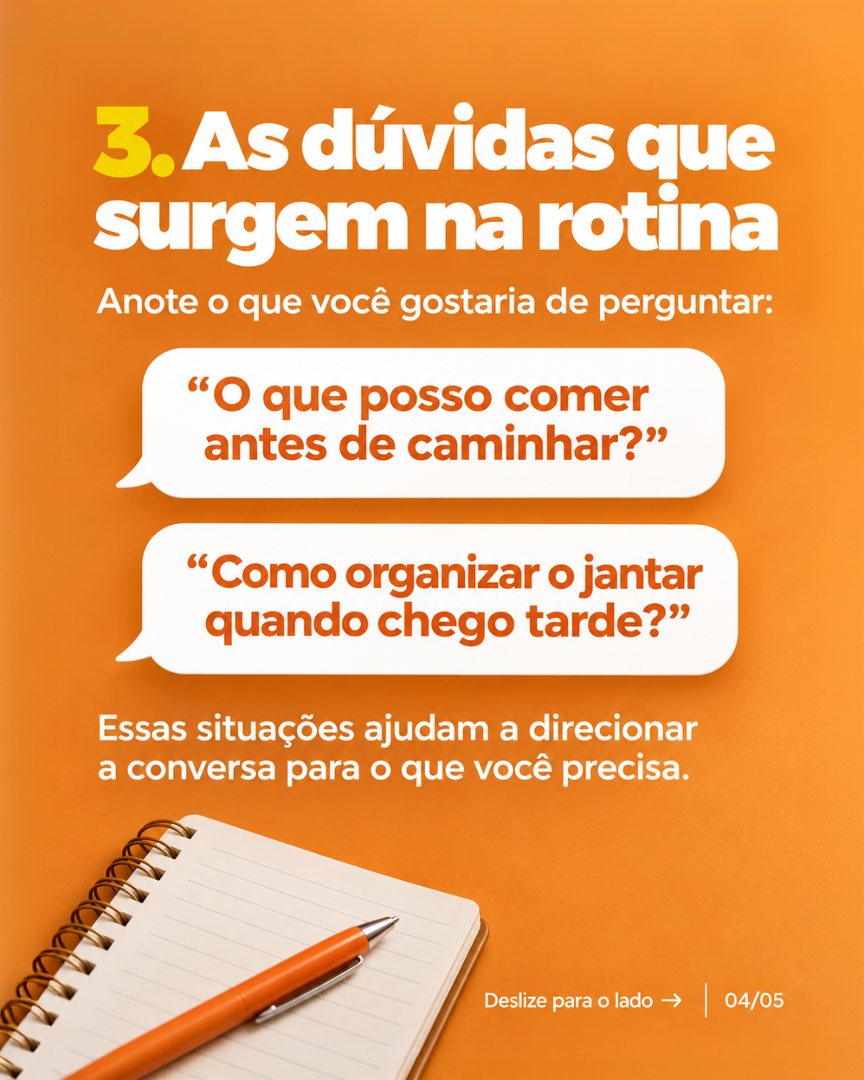 3. As dúvidas que
surgem na rotina
Anote o que você gostaria de perguntar:
“O que posso comer
antes de caminhar?”
“Como organizar o jantar
quando chego tarde?”
Essas situações ajudam a direcionar
a conversa para o que você precisa.
Deslize para o lado → | 04/05